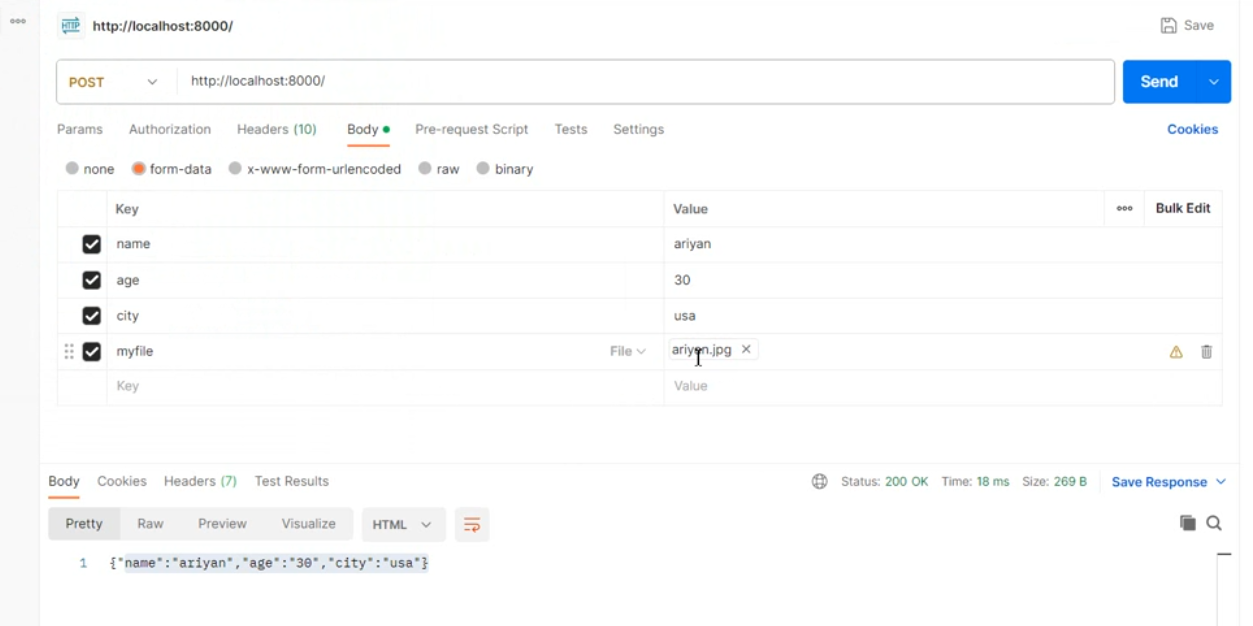 HTTP http://localhost:8000/ Save
POST http://localhost:8000/ Send
Params Authorization Headers (10) Body Pre-request Script Tests Settings Cookies
none form-data x-www-form-urlencoded raw binary
Key Value Bulk Edit
name ariyan
age 30
city usa
myfile File ariyan.jpg
Key Value
Body Cookies Headers (7) Test Results Status: 200 OK Time: 18 ms Size: 269 B Save Response
Pretty Raw Preview Visualize HTML
1 {"name":"ariyan","age":"30","city":"usa"}